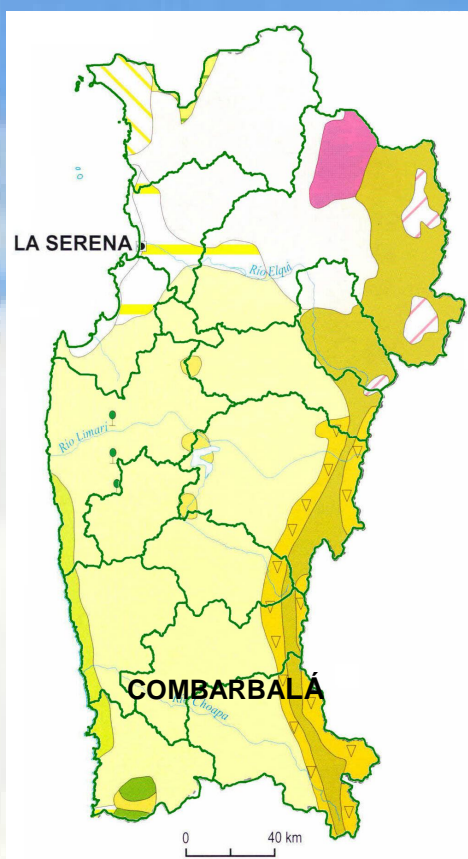 LA SERENA
Río Elqui
Río Limarí
COMBARBALÁ
Río Choapa
0 40 km